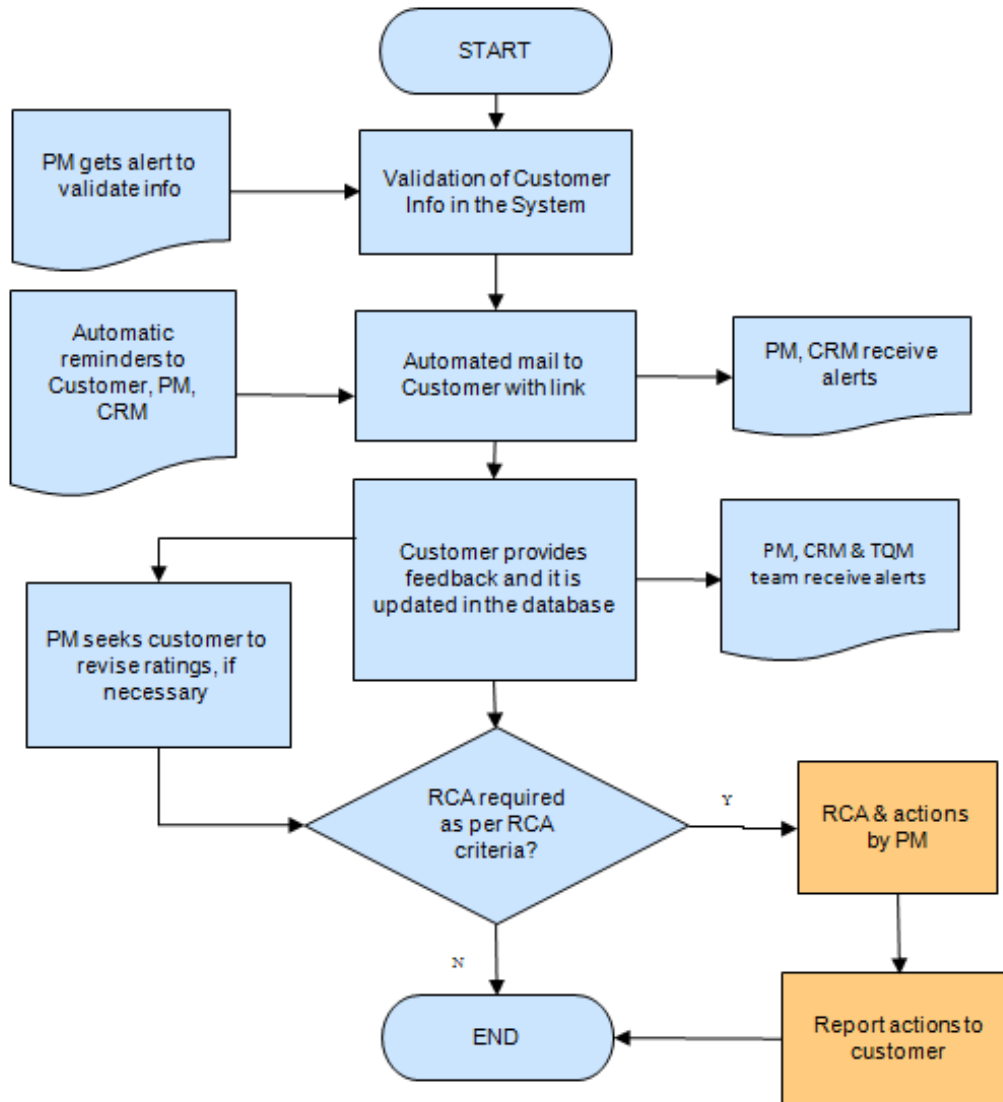 START
PM gets alert to
validate info
Validation of Customer
Info in the System
Automatic
reminders to
Customer, PM,
CRM
Automated mail to
Customer with link
PM, CRM receive
alerts
Customer provides
feedback and it is
updated in the database
PM, CRM & TQM
team receive alerts
PM seeks customer to
revise ratings, if
necessary
RCA required
as per RCA
criteria?
Y
RCA & actions
by PM
N
END
Report actions to
customer